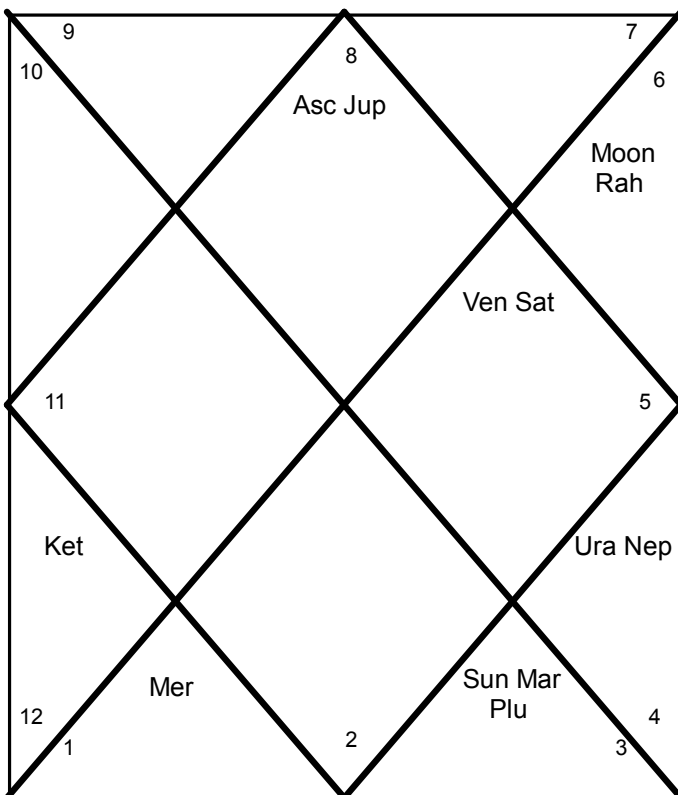 9
8
7
10
6
Asc Jup
Moon
Rah
Ven Sat
11
5
Ket
Ura Nep
Mer
Sun Mar
Plu
12
4
2
1
3